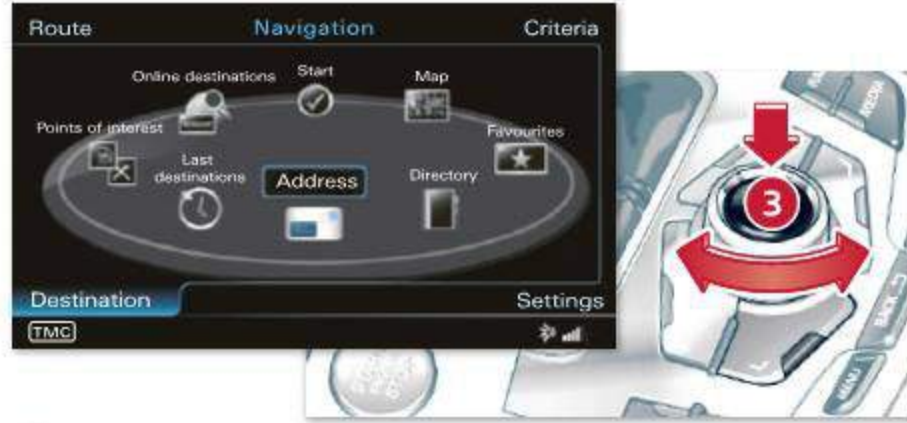 Route
Navigation
Criteria
Online destinations
Start
Map
Points of interest
Favourites
Last
destinations
Address
Directory
Destination
Settings
TMC
3
MEDIA
BACK
MENU